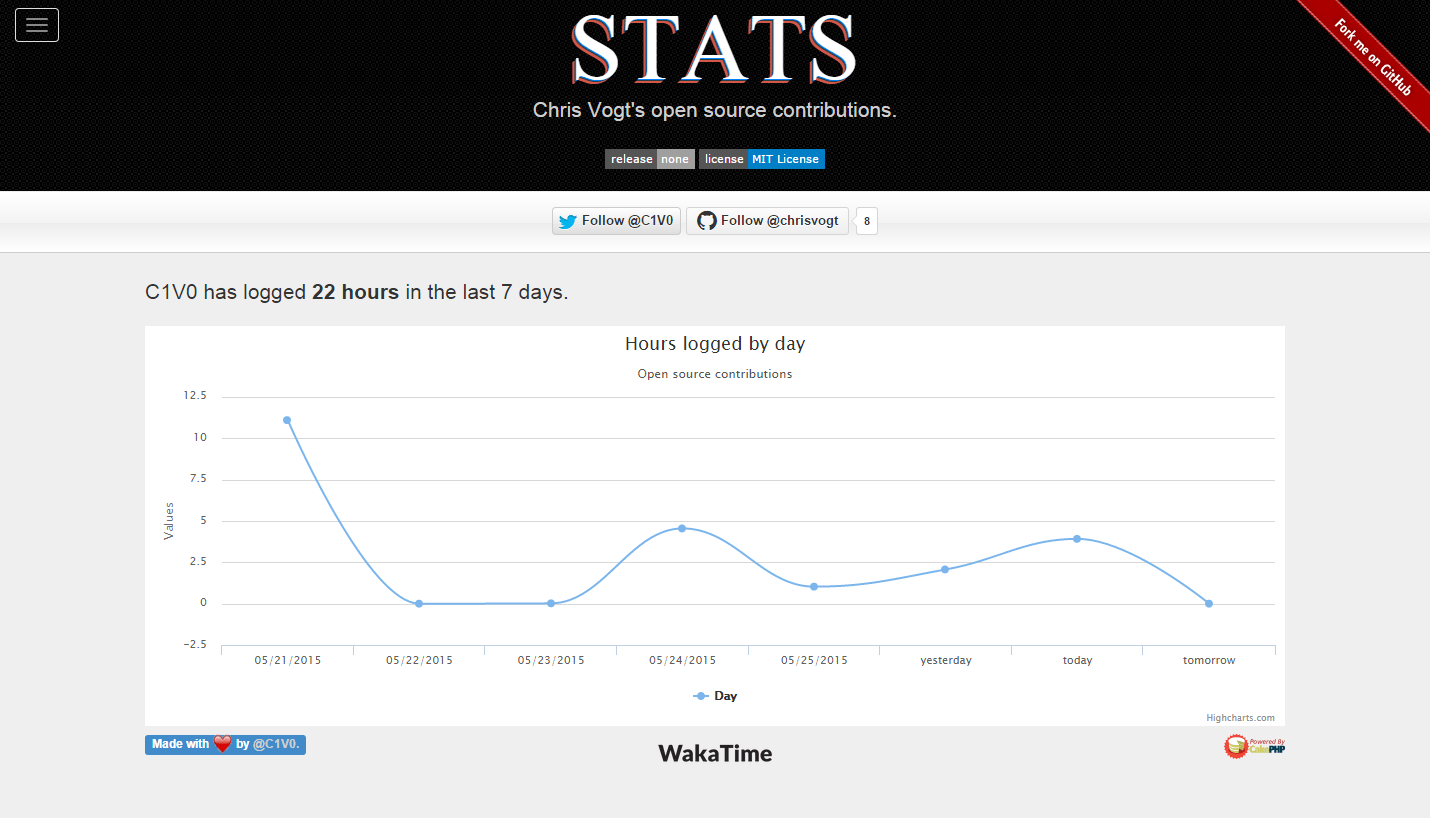 STATS
Fork me on GitHub
Chris Vogt's open source contributions.
release none license MIT License
Follow @C1V0 Follow @chrisvogt 8
C1V0 has logged 22 hours in the last 7 days.
Hours logged by day
Open source contributions
12.5
10
7.5
5
2.5
0
−2.5
Values
05/21/2015 05/22/2015 05/23/2015 05/24/2015 05/25/2015 yesterday today tomorrow
Day
Highcharts.com
Made with by @C1V0.
WakaTime
Powered By
CakePHP